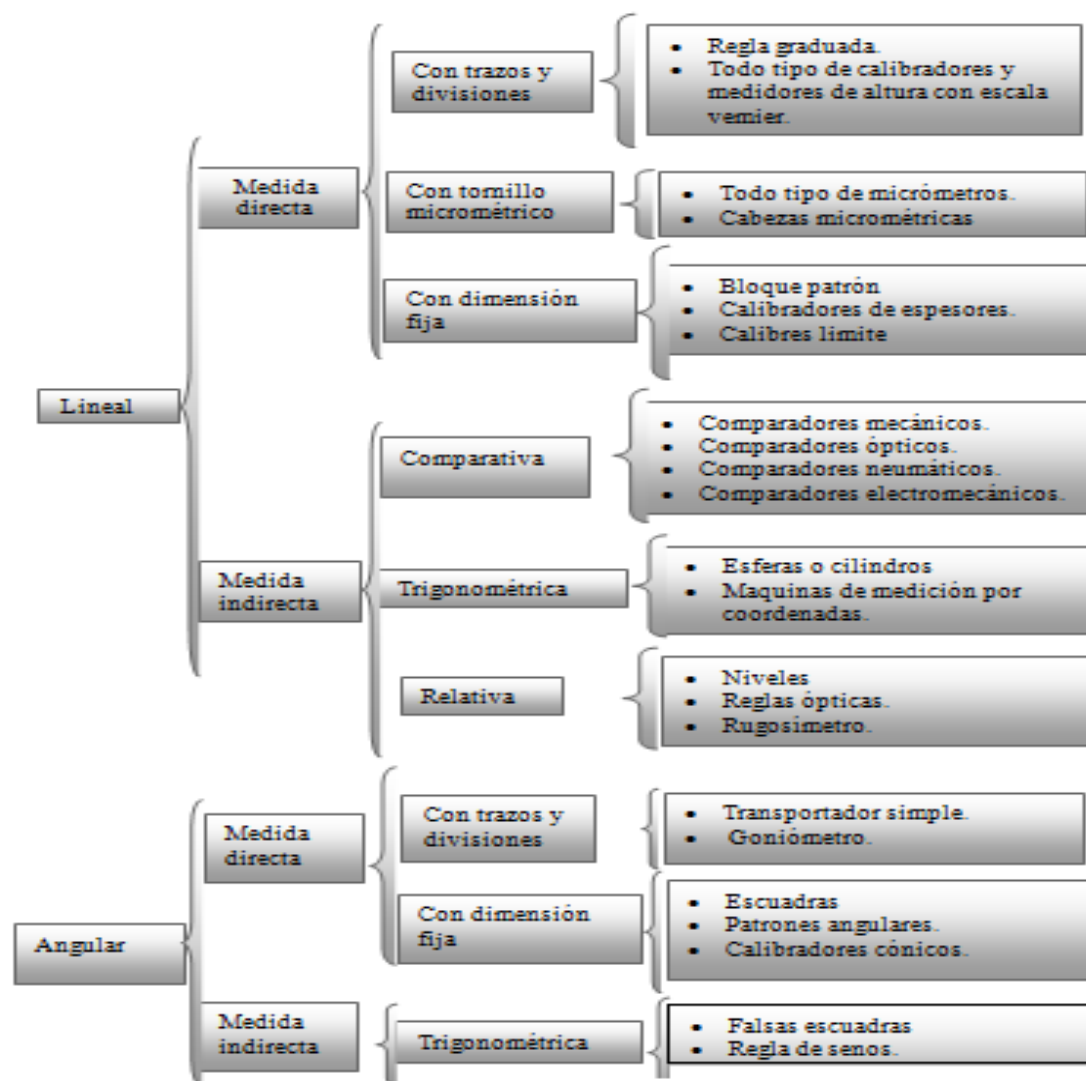 Con trazos y
divisiones
• Regla graduada.
• Todo tipo de calibradores y
medidores de altura con escala
vernier.
Medida
directa
Con tornillo
micrométrico
• Todo tipo de micrómetros.
• Cabezas micrométricas
Con dimensión
fija
• Bloque patrón
• Calibradores de espesores.
• Calibres limite
Lineal
Comparativa
• Comparadores mecánicos.
• Comparadores ópticos.
• Comparadores neumáticos.
• Comparadores electromecánicos.
Medida
indirecta
Trigonométrica
• Esferas o cilindros
• Maquinas de medición por
coordenadas.
Relativa
• Niveles
• Reglas ópticas.
• Rugosímetro.
Angular
Medida
directa
Con trazos y
divisiones
• Transportador simple.
• Goniómetro.
Con dimensión
fija
• Escuadras
• Patrones angulares.
• Calibradores cónicos.
Medida
indirecta
Trigonométrica
• Falsas escuadras
• Regla de senos.